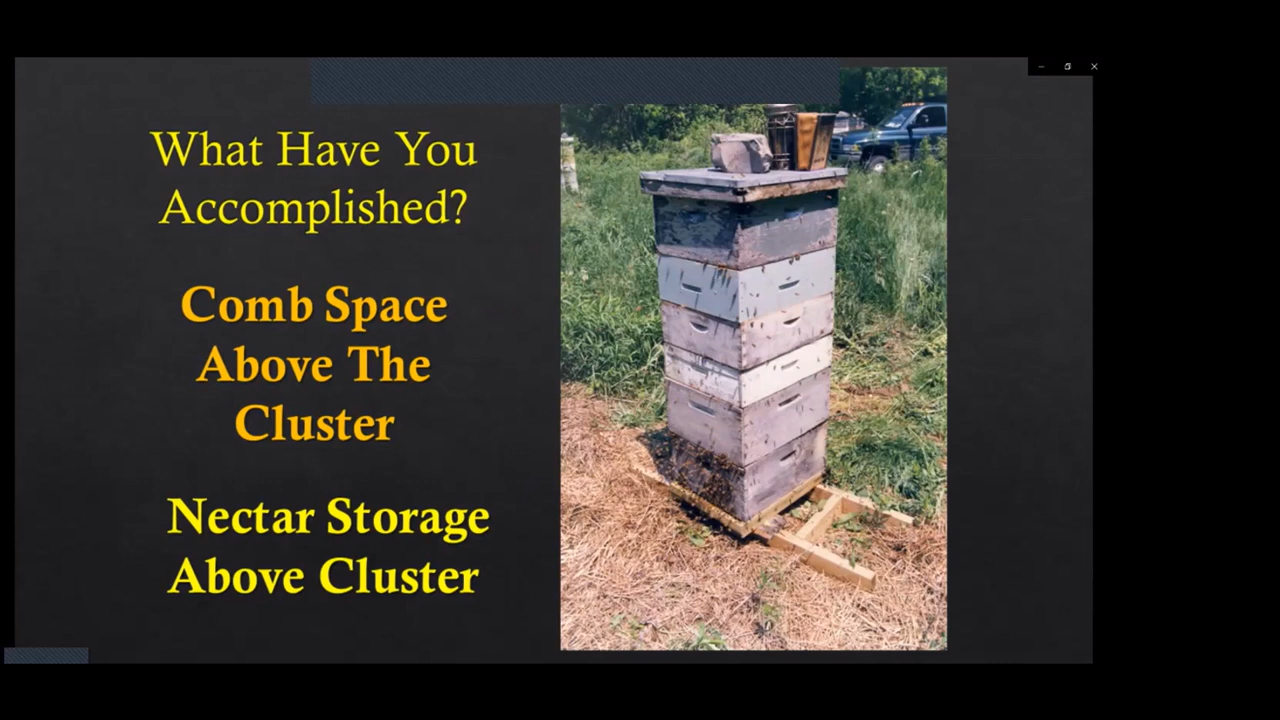 What Have You
Accomplished?
Comb Space
Above The
Cluster
Nectar Storage
Above Cluster